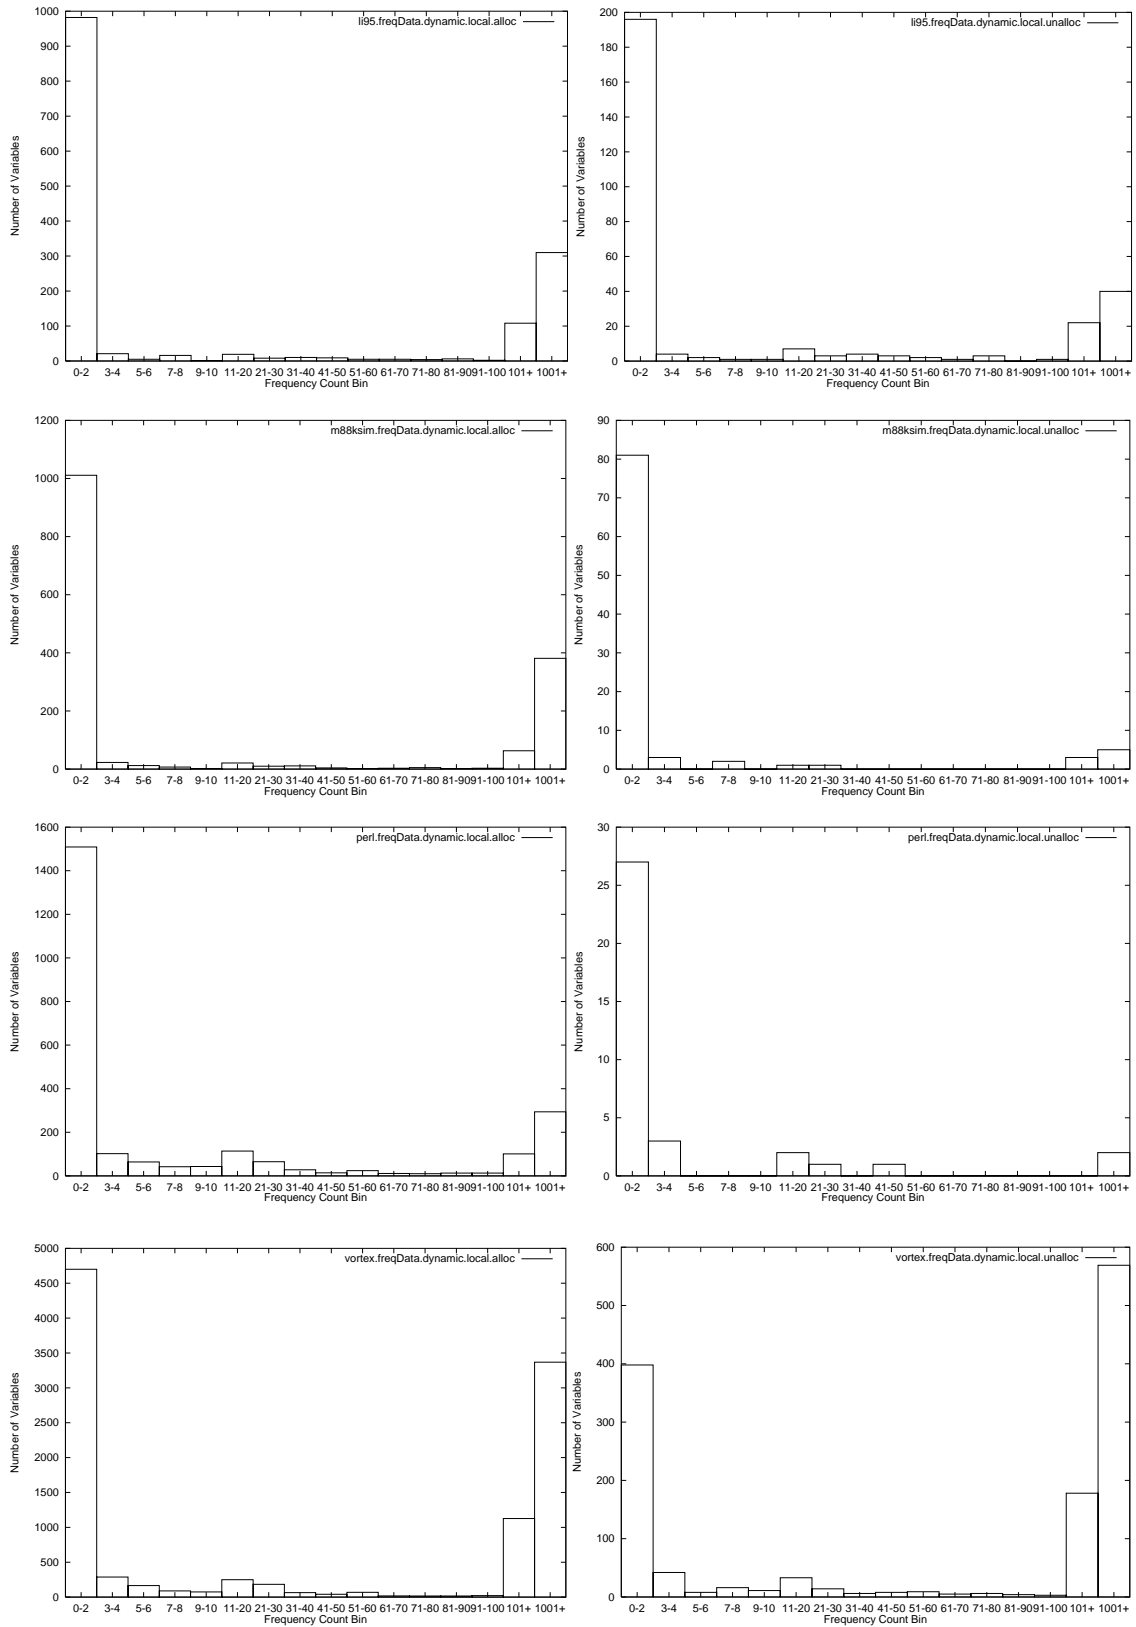 li95.freqData.dynamic.local.alloc
Number of Variables
1000
900
800
700
600
500
400
300
200
100
0
0-2 3-4 5-6 7-8 9-10 11-20 21-30 31-40 41-50 51-60 61-70 71-80 81-90 91-100 101+ 1001+
Frequency Count Bin
li95.freqData.dynamic.local.unalloc
Number of Variables
200
180
160
140
120
100
80
60
40
20
0
0-2 3-4 5-6 7-8 9-10 11-20 21-30 31-40 41-50 51-60 61-70 71-80 81-90 91-100 101+ 1001+
Frequency Count Bin
m88ksim.freqData.dynamic.local.alloc
Number of Variables
1200
1000
800
600
400
200
0
0-2 3-4 5-6 7-8 9-10 11-20 21-30 31-40 41-50 51-60 61-70 71-80 81-90 91-100 101+ 1001+
Frequency Count Bin
m88ksim.freqData.dynamic.local.unalloc
Number of Variables
90
80
70
60
50
40
30
20
10
0
0-2 3-4 5-6 7-8 9-10 11-20 21-30 31-40 41-50 51-60 61-70 71-80 81-90 91-100 101+ 1001+
Frequency Count Bin
perl.freqData.dynamic.local.alloc
Number of Variables
1600
1400
1200
1000
800
600
400
200
0
0-2 3-4 5-6 7-8 9-10 11-20 21-30 31-40 41-50 51-60 61-70 71-80 81-90 91-100 101+ 1001+
Frequency Count Bin
perl.freqData.dynamic.local.unalloc
Number of Variables
30
25
20
15
10
5
0
0-2 3-4 5-6 7-8 9-10 11-20 21-30 31-40 41-50 51-60 61-70 71-80 81-90 91-100 101+ 1001+
Frequency Count Bin
vortex.freqData.dynamic.local.alloc
Number of Variables
5000
4500
4000
3500
3000
2500
2000
1500
1000
500
0
0-2 3-4 5-6 7-8 9-10 11-20 21-30 31-40 41-50 51-60 61-70 71-80 81-90 91-100 101+ 1001+
Frequency Count Bin
vortex.freqData.dynamic.local.unalloc
Number of Variables
600
500
400
300
200
100
0
0-2 3-4 5-6 7-8 9-10 11-20 21-30 31-40 41-50 51-60 61-70 71-80 81-90 91-100 101+ 1001+
Frequency Count Bin